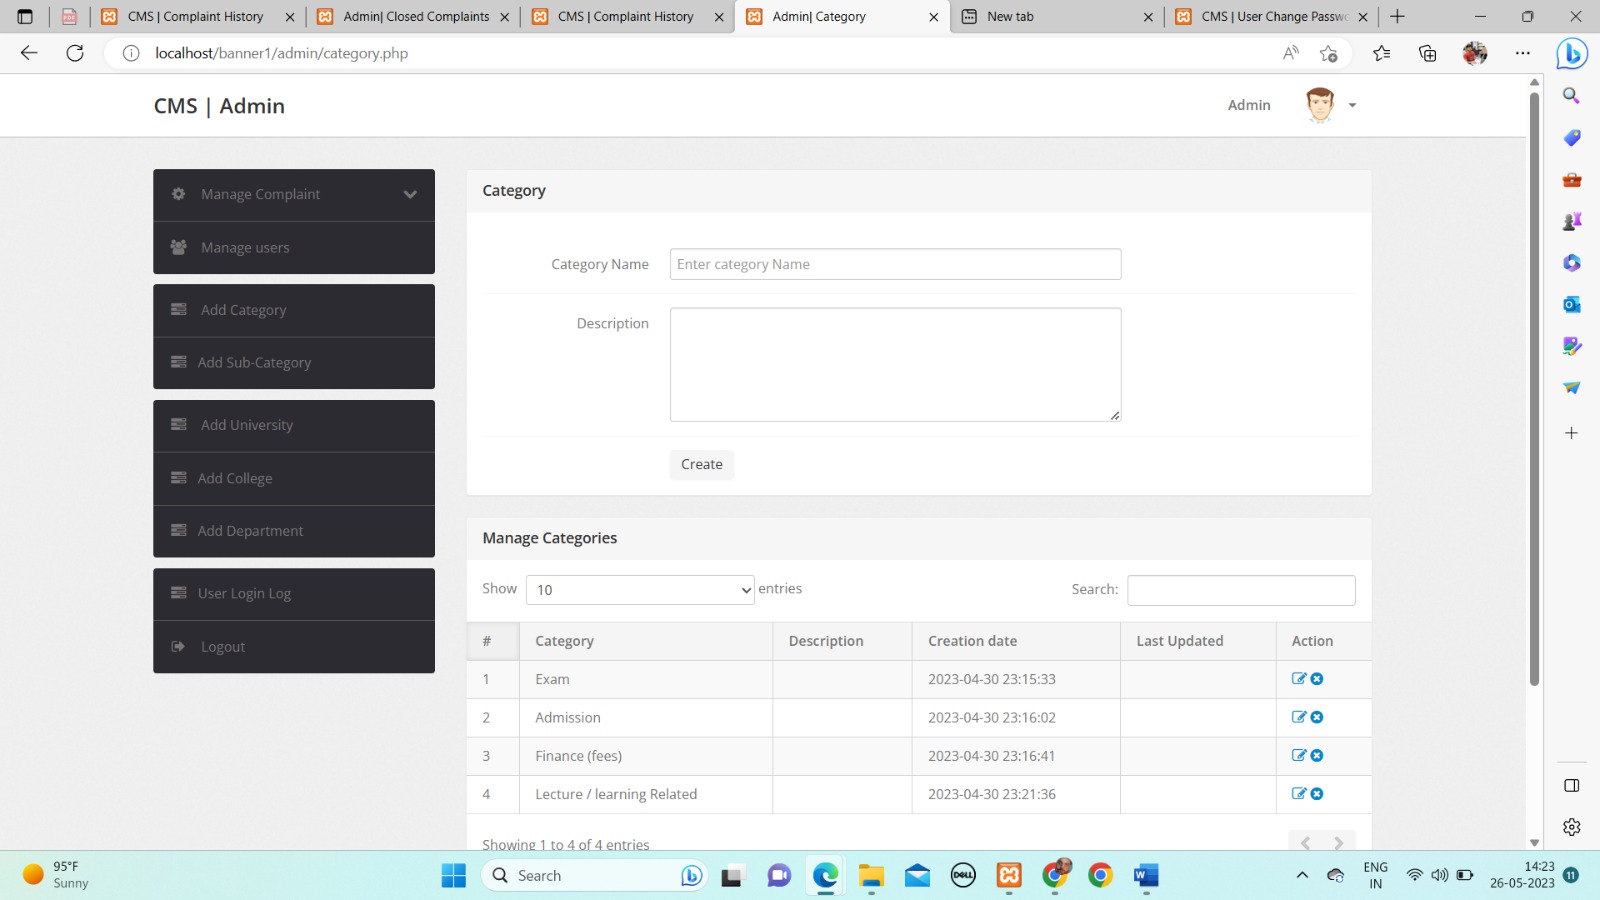 CMS | Complaint History
Admin| Closed Complaints
CMS | Complaint History
Admin| Category
New tab
CMS | User Change Passwo
localhost/banner1/admin/category.php
CMS | Admin
Admin
Manage Complaint
Manage users
Add Category
Add Sub-Category
Add University
Add College
Add Department
User Login Log
Logout
Category
Category Name
Enter category Name
Description
Create
Manage Categories
Show 10 entries
Search:
# Category Description Creation date Last Updated Action
1 Exam 2023-04-30 23:15:33
2 Admission 2023-04-30 23:16:02
3 Finance (fees) 2023-04-30 23:16:41
4 Lecture / learning Related 2023-04-30 23:21:36
Showing 1 to 4 of 4 entries
95°F
Sunny
Search
DELL
ENG
IN
14:23
26-05-2023
11